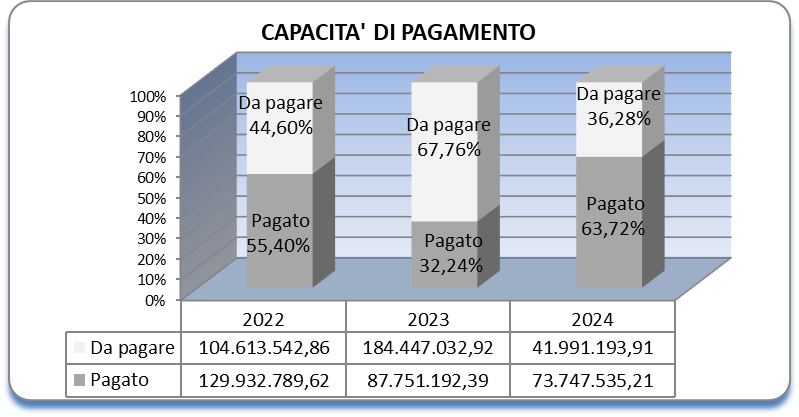 CAPACITA' DI PAGAMENTO
100%
90%
80%
70%
60%
50%
40%
30%
20%
10%
0%
Da pagare
44,60%
Pagato
55,40%
Da pagare
67,76%
Pagato
32,24%
Da pagare
36,28%
Pagato
63,72%
2022 2023 2024
Da pagare 104.613.542,86 184.447.032,92 41.991.193,91
Pagato 129.932.789,62 87.751.192,39 73.747.535,21